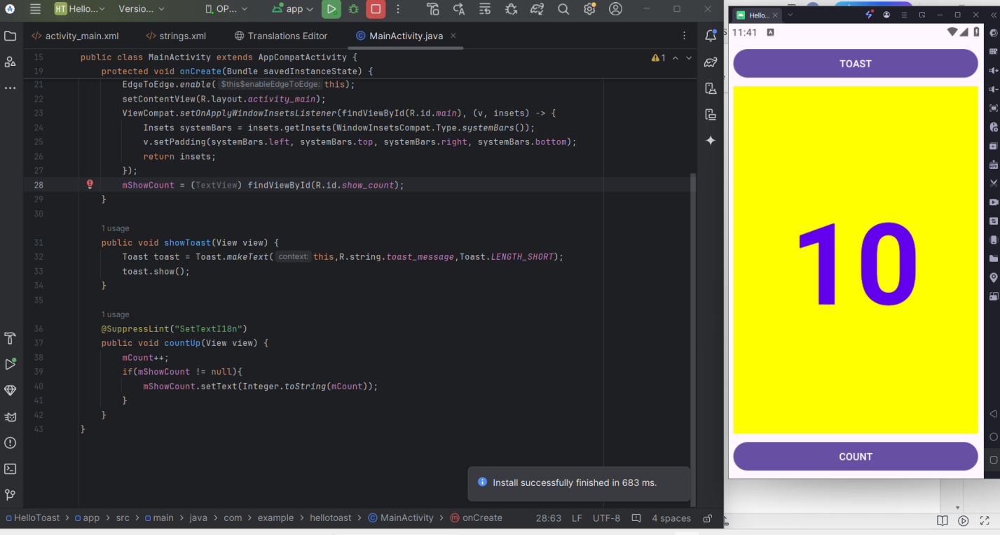 HT Hello... Versio... OP... app
activity_main.xml strings.xml Translations Editor MainActivity.java
15 public class MainActivity extends AppCompatActivity { 1
19 protected void onCreate(Bundle savedInstanceState) {
21 EdgeToEdge.enable( $this$enableEdgeToEdge: this);
22 setContentView(R.layout.activity_main);
23 ViewCompat.setOnApplyWindowInsetsListener(findViewById(R.id.main), (v, insets) -> {
24 Insets systemBars = insets.getInsets(WindowInsetsCompat.Type.systemBars());
25 v.setPadding(systemBars.left, systemBars.top, systemBars.right, systemBars.bottom);
26 return insets;
27 });
28 mShowCount = (TextView) findViewById(R.id.show_count);
29 }
30
1 usage
31 public void showToast(View view) {
32 Toast toast = Toast.makeText( context: this,R.string.toast_message,Toast.LENGTH_SHORT);
33 toast.show();
34 }
35
1 usage
36 @SuppressLint("SetTextI18n")
37 public void countUp(View view) {
38 mCount++;
39 if(mShowCount != null){
40 mShowCount.setText(Integer.toString(mCount));
41 }
42 }
43 }
Install successfully finished in 683 ms.
HelloToast > app > src > main > java > com > example > hellotoast > MainActivity > onCreate 28:63 LF UTF-8 4 spaces
Hello...
11:41 A
TOAST
10
COUNT